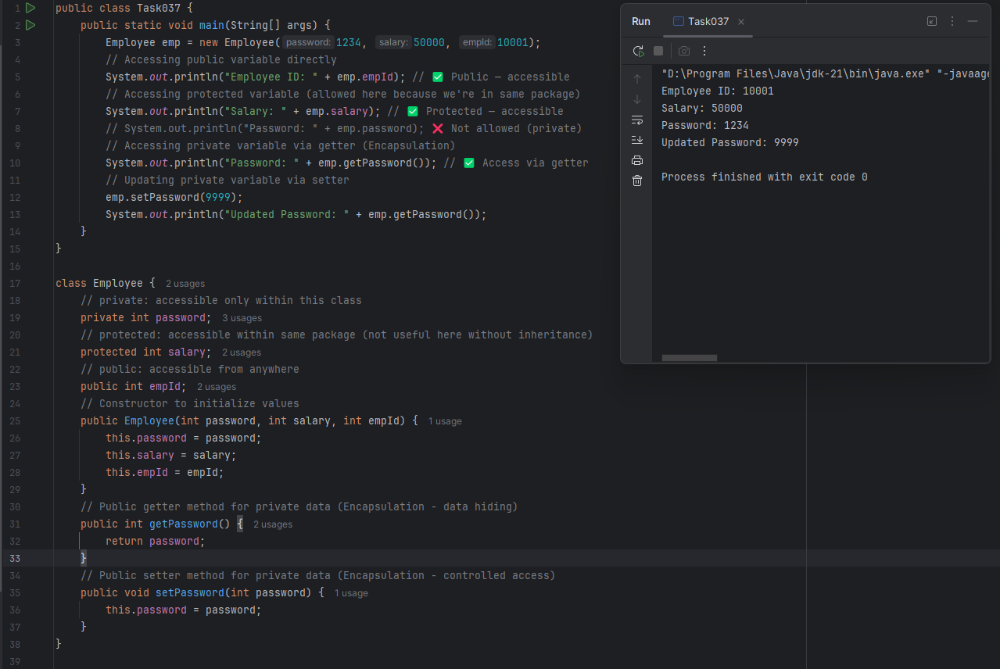 1 public class Task037 {
2     public static void main(String[] args) {
3         Employee emp = new Employee( password: 1234, salary: 50000, empId: 10001);
4         // Accessing public variable directly
5         System.out.println("Employee ID: " + emp.empId); // ✅ Public – accessible
6         // Accessing protected variable (allowed here because we're in same package)
7         System.out.println("Salary: " + emp.salary); // ✅ Protected – accessible
8         // System.out.println("Password: " + emp.password); ❌ Not allowed (private)
9         // Accessing private variable via getter (Encapsulation)
10         System.out.println("Password: " + emp.getPassword()); // ✅ Access via getter
11         // Updating private variable via setter
12         emp.setPassword(9999);
13         System.out.println("Updated Password: " + emp.getPassword());
14     }
15 }
16
17 class Employee { 2 usages
18     // private: accessible only within this class
19     private int password; 3 usages
20     // protected: accessible within same package (not useful here without inheritance)
21     protected int salary; 2 usages
22     // public: accessible from anywhere
23     public int empId; 2 usages
24     // Constructor to initialize values
25     public Employee(int password, int salary, int empId) { 1 usage
26         this.password = password;
27         this.salary = salary;
28         this.empId = empId;
29     }
30     // Public getter method for private data (Encapsulation - data hiding)
31     public int getPassword() { 2 usages
32         return password;
33     }
34     // Public setter method for private data (Encapsulation - controlled access)
35     public void setPassword(int password) { 1 usage
36         this.password = password;
37     }
38 }
39
Run Task037
"D:\Program Files\Java\jdk-21\bin\java.exe" "-javaage
Employee ID: 10001
Salary: 50000
Password: 1234
Updated Password: 9999
Process finished with exit code 0